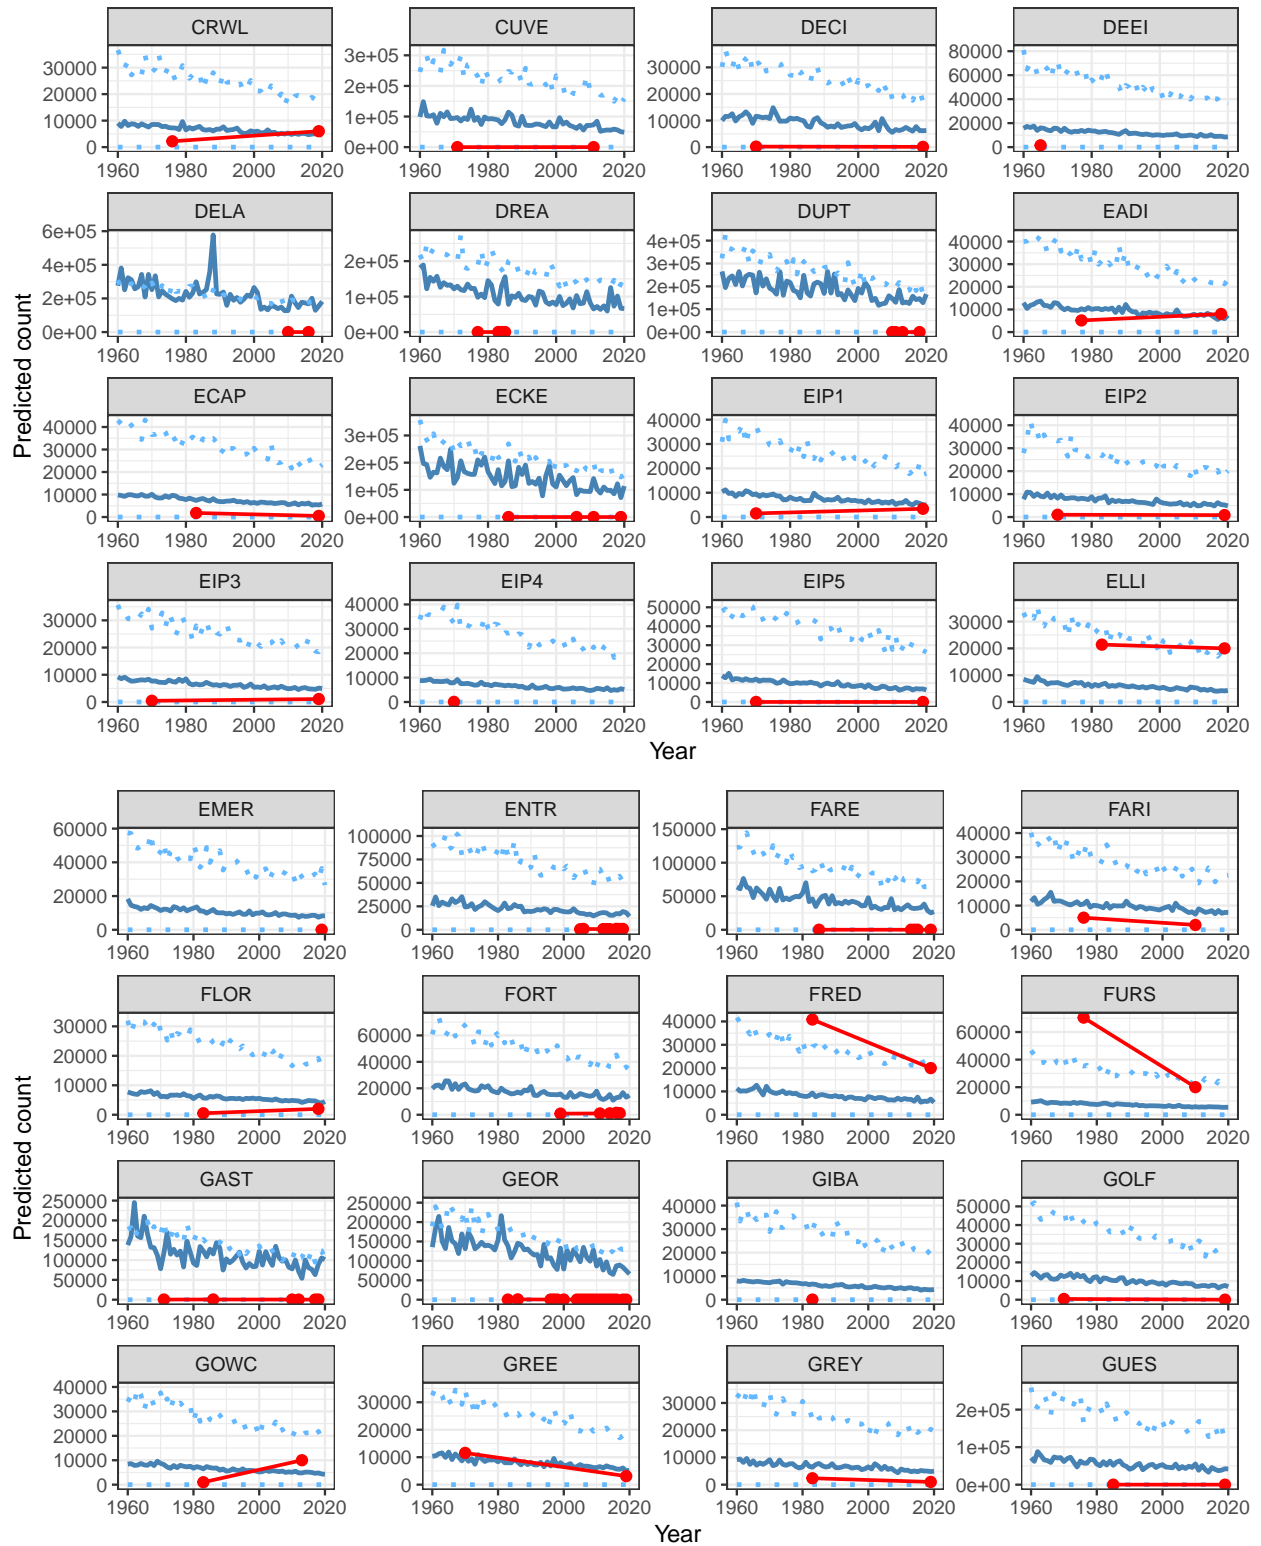 CRWL CUVE DECI DEEI
30000 3e+05 30000 80000
20000 2e+05 20000 60000
10000 1e+05 10000 40000
0 0e+00 0 20000
0
1960 1980 2000 2020 1960 1980 2000 2020 1960 1980 2000 2020 1960 1980 2000 2020
DELA DREA DUPT EADI
6e+05 2e+05 4e+05 40000
4e+05 1e+05 3e+05 30000
2e+05 0e+00 2e+05 20000
0e+00 1e+05 10000
0e+00 0
1960 1980 2000 2020 1960 1980 2000 2020 1960 1980 2000 2020 1960 1980 2000 2020
Predicted count
ECAP ECKE EIP1 EIP2
40000 3e+05 40000 40000
30000 2e+05 30000 30000
20000 1e+05 20000 20000
10000 0e+00 10000 10000
0 0 0
1960 1980 2000 2020 1960 1980 2000 2020 1960 1980 2000 2020 1960 1980 2000 2020
EIP3 EIP4 EIP5 ELLI
30000 40000 50000 30000
20000 30000 40000 20000
10000 20000 30000 10000
0 10000 20000 0
0 10000
0
1960 1980 2000 2020 1960 1980 2000 2020 1960 1980 2000 2020 1960 1980 2000 2020
Year
EMER ENTR FARE FARI
60000 100000 150000 40000
40000 75000 100000 30000
20000 50000 50000 20000
0 25000 0 10000
0 0
1960 1980 2000 2020 1960 1980 2000 2020 1960 1980 2000 2020 1960 1980 2000 2020
FLOR FORT FRED FURS
30000 60000 40000 60000
20000 40000 30000 40000
10000 20000 20000 20000
0 0 10000 0
0
1960 1980 2000 2020 1960 1980 2000 2020 1960 1980 2000 2020 1960 1980 2000 2020
Predicted count
GAST GEOR GIBA GOLF
250000 250000 40000 50000
200000 200000 30000 40000
150000 150000 20000 30000
100000 100000 10000 20000
50000 50000 0 10000
0 0 0
1960 1980 2000 2020 1960 1980 2000 2020 1960 1980 2000 2020 1960 1980 2000 2020
GOWC GREE GREY GUES
40000 30000 30000 2e+05
30000 20000 20000 1e+05
20000 10000 10000 0e+00
10000 0 0
0
1960 1980 2000 2020 1960 1980 2000 2020 1960 1980 2000 2020 1960 1980 2000 2020
Year